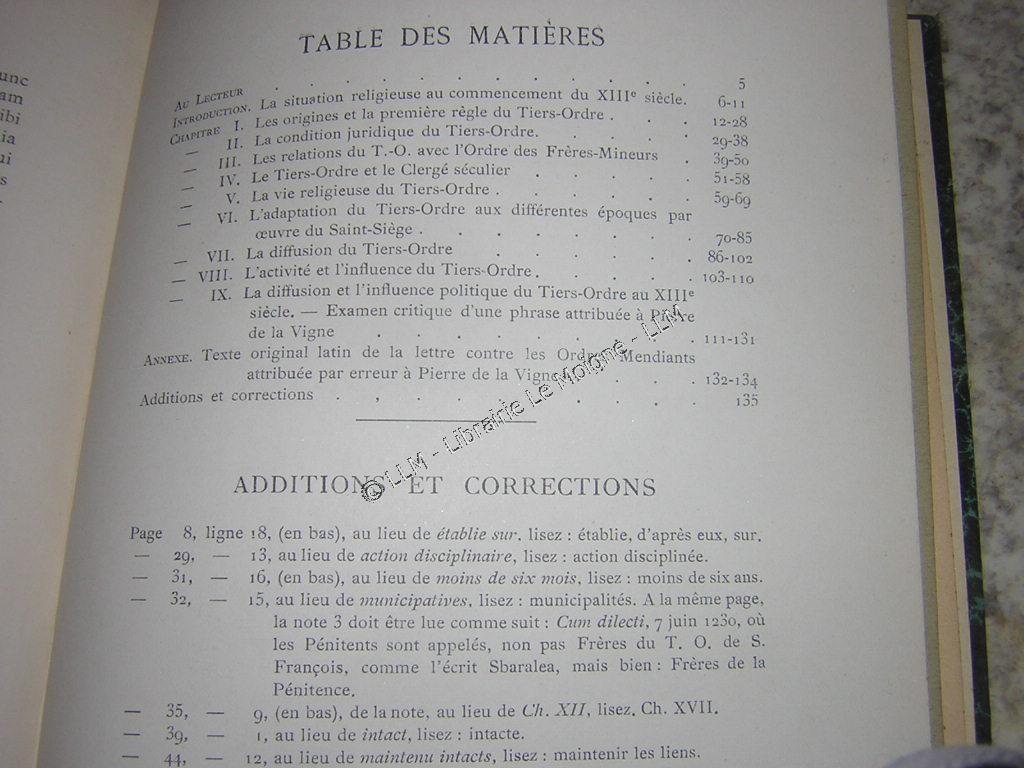 unc
am
ibi
ia
ui
s
TABLE DES MATIÈRES
AU LECTEUR . . . . . . . . . . . 5
INTRODUCTION. La situation religieuse au commencement du XIIIe siècle. 6-11
CHAPITRE I. Les origines et la première règle du Tiers-Ordre . . . 12-28
— II. La condition juridique du Tiers-Ordre. . . . . 29-38
— III. Les relations du T.-O. avec l'Ordre des Frères-Mineurs . 39-50
— IV. Le Tiers-Ordre et le Clergé séculier . . . . . 51-58
— V. La vie religieuse du Tiers-Ordre . . . . . . 59-69
— VI. L'adaptation du Tiers-Ordre aux différentes époques par
œuvre du Saint-Siège . . . . . . . . 70-85
— VII. La diffusion du Tiers-Ordre . . . . . . 86-102
— VIII. L'activité et l'influence du Tiers-Ordre . . . . . 103-110
— IX. La diffusion et l'influence politique du Tiers-Ordre au XIIIe
siècle. — Examen critique d'une phrase attribuée à Pierre
de la Vigne . . . . . . . . . 111-131
ANNEXE. Texte original latin de la lettre contre les Ordres Mendiants
attribuée par erreur à Pierre de la Vigne . . . . 132-134
Additions et corrections . , . . . . . . . . 135
© LLM - Librairie Le Moigne - LLM
ADDITIONS ET CORRECTIONS
Page 8, ligne 18, (en bas), au lieu de établie sur, lisez : établie, d'après eux, sur.
— 29, — 13, au lieu de action disciplinaire, lisez : action disciplinée.
— 31, — 16, (en bas), au lieu de moins de six mois, lisez : moins de six ans.
— 32, — 15, au lieu de municipatives, lisez : municipalités. A la même page,
la note 3 doit être lue comme suit : Cum dilecti, 7 juin 1230, où
les Pénitents sont appelés, non pas Frères du T. O. de S.
François, comme l'écrit Sbaralea, mais bien : Frères de la
Pénitence.
— 35, — 9, (en bas), de la note, au lieu de Ch. XII, lisez. Ch. XVII.
— 39, — 1, au lieu de intact, lisez : intacte.
— 44, — 12, au lieu de maintenu intacts, lisez : maintenir les liens.